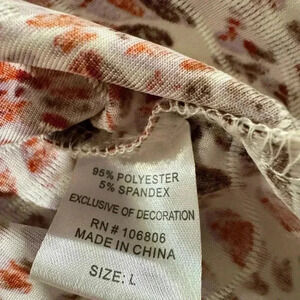 95% POLYESTER
5% SPANDEX
EXCLUSIVE OF DECORATION
RN # 106806
MADE IN CHINA
SIZE: L